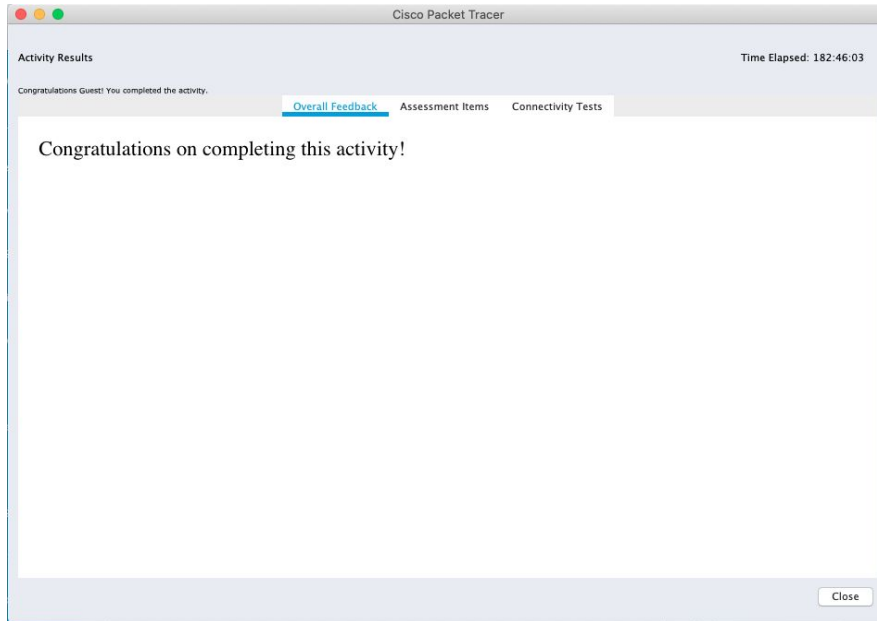 Cisco Packet Tracer
Activity Results
Time Elapsed: 182:46:03
Congratulations Guest! You completed the activity.
Overall Feedback
Assessment Items
Connectivity Tests
Congratulations on completing this activity!
Close